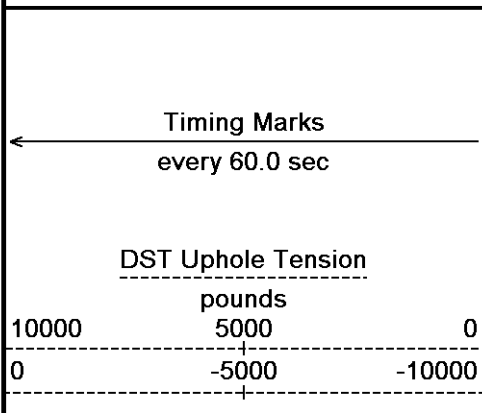 Timing Marks
every 60.0 sec
DST Uphole Tension
pounds
10000 5000 0
0 -5000 -10000